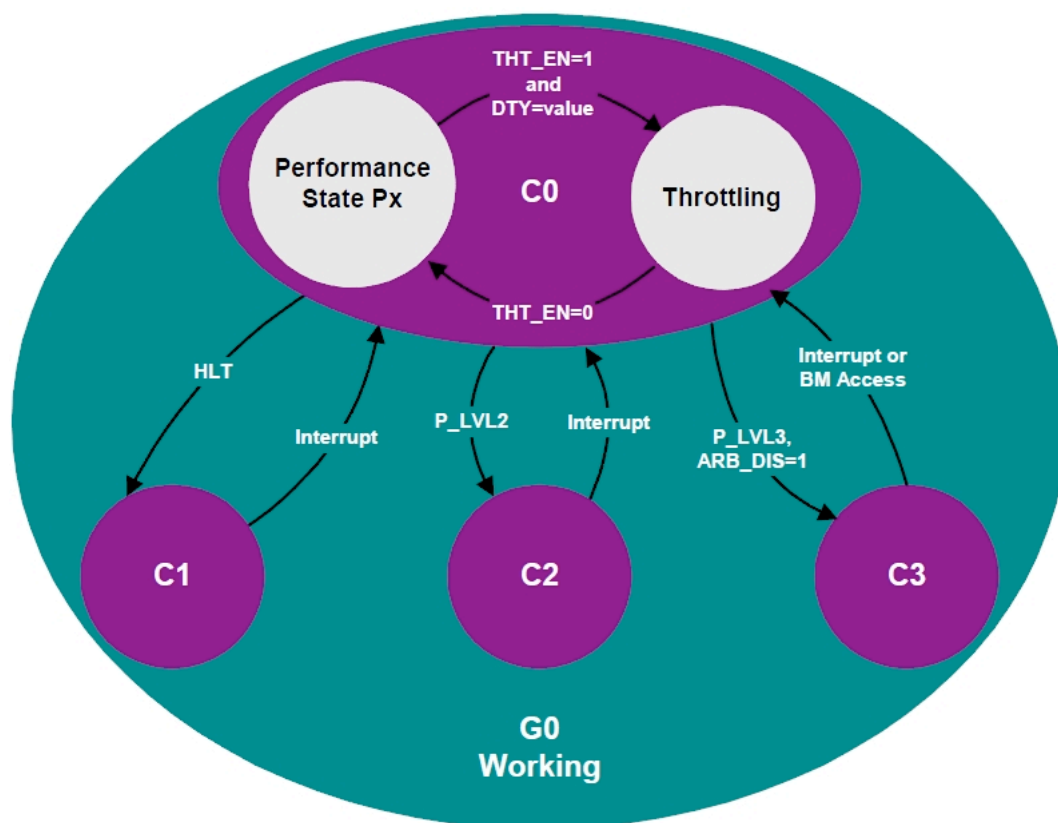 THT_EN=1
and
DTY=value
Performance
State Px
C0
Throttling
THT_EN=0
HLT
Interrupt
P_LVL2
Interrupt
P_LVL3,
ARB_DIS=1
Interrupt or
BM Access
C1
C2
C3
G0
Working